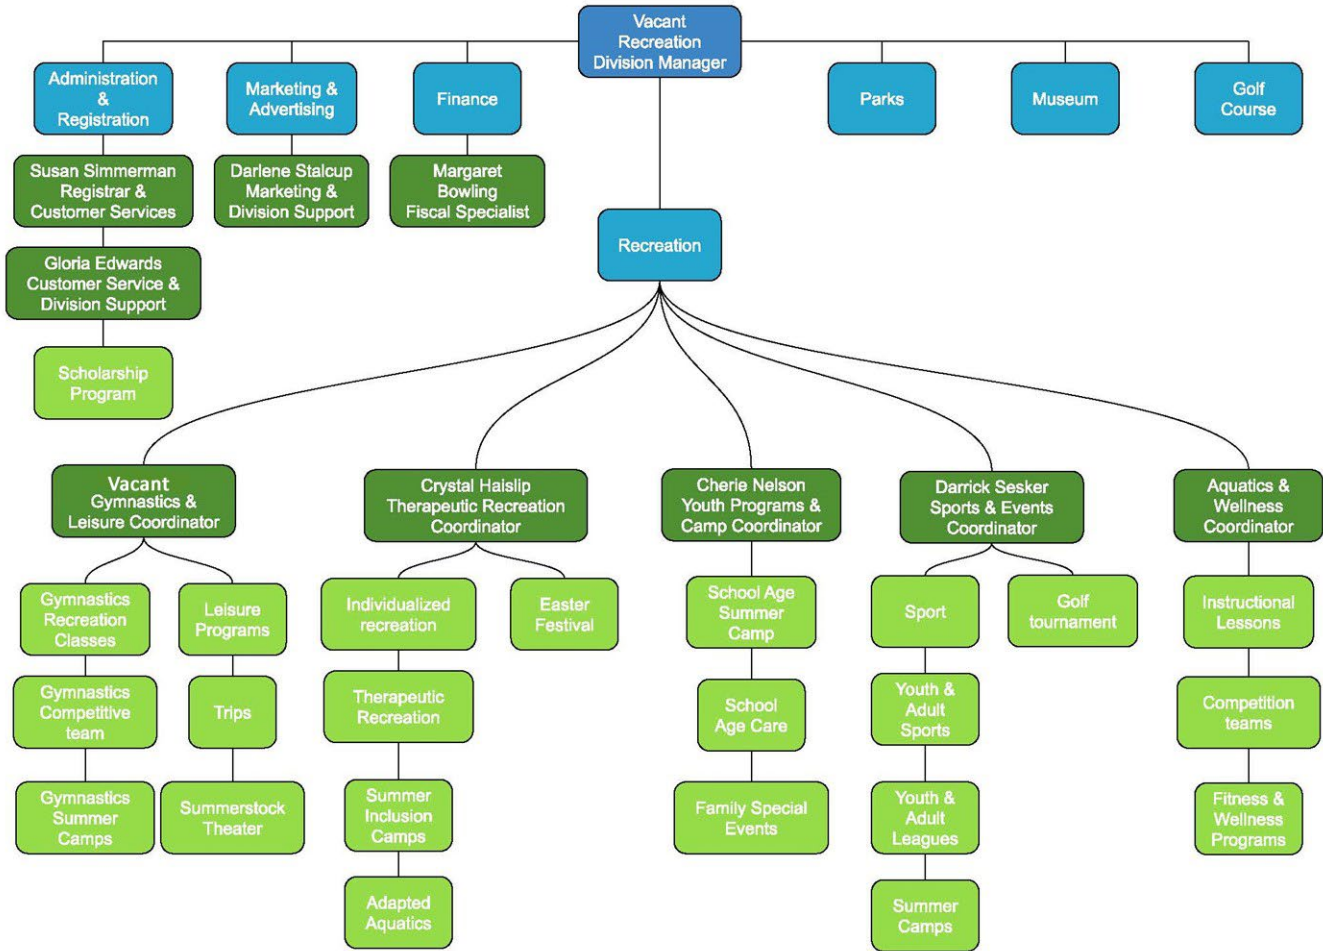 Vacant
Recreation
Division Manager
Administration
&
Registration
Marketing &
Advertising
Finance
Parks
Museum
Golf
Course
Susan Simmerman
Registrar &
Customer Services
Darlene Stalcup
Marketing &
Division Support
Margaret
Bowling
Fiscal Specialist
Recreation
Gloria Edwards
Customer Service &
Division Support
Scholarship
Program
Vacant
Gymnastics &
Leisure Coordinator
Crystal Haislip
Therapeutic Recreation
Coordinator
Cherie Nelson
Youth Programs &
Camp Coordinator
Darrick Sesker
Sports & Events
Coordinator
Aquatics &
Wellness
Coordinator
Gymnastics
Recreation
Classes
Leisure
Programs
Individualized
recreation
Easter
Festival
School Age
Summer
Camp
Sport
Golf
tournament
Instructional
Lessons
Gymnastics
Competitive
team
Trips
Therapeutic
Recreation
School
Age Care
Youth &
Adult
Sports
Competition
teams
Gymnastics
Summer
Camps
Summerstock
Theater
Summer
Inclusion
Camps
Family Special
Events
Youth &
Adult
Leagues
Fitness &
Wellness
Programs
Adapted
Aquatics
Summer
Camps